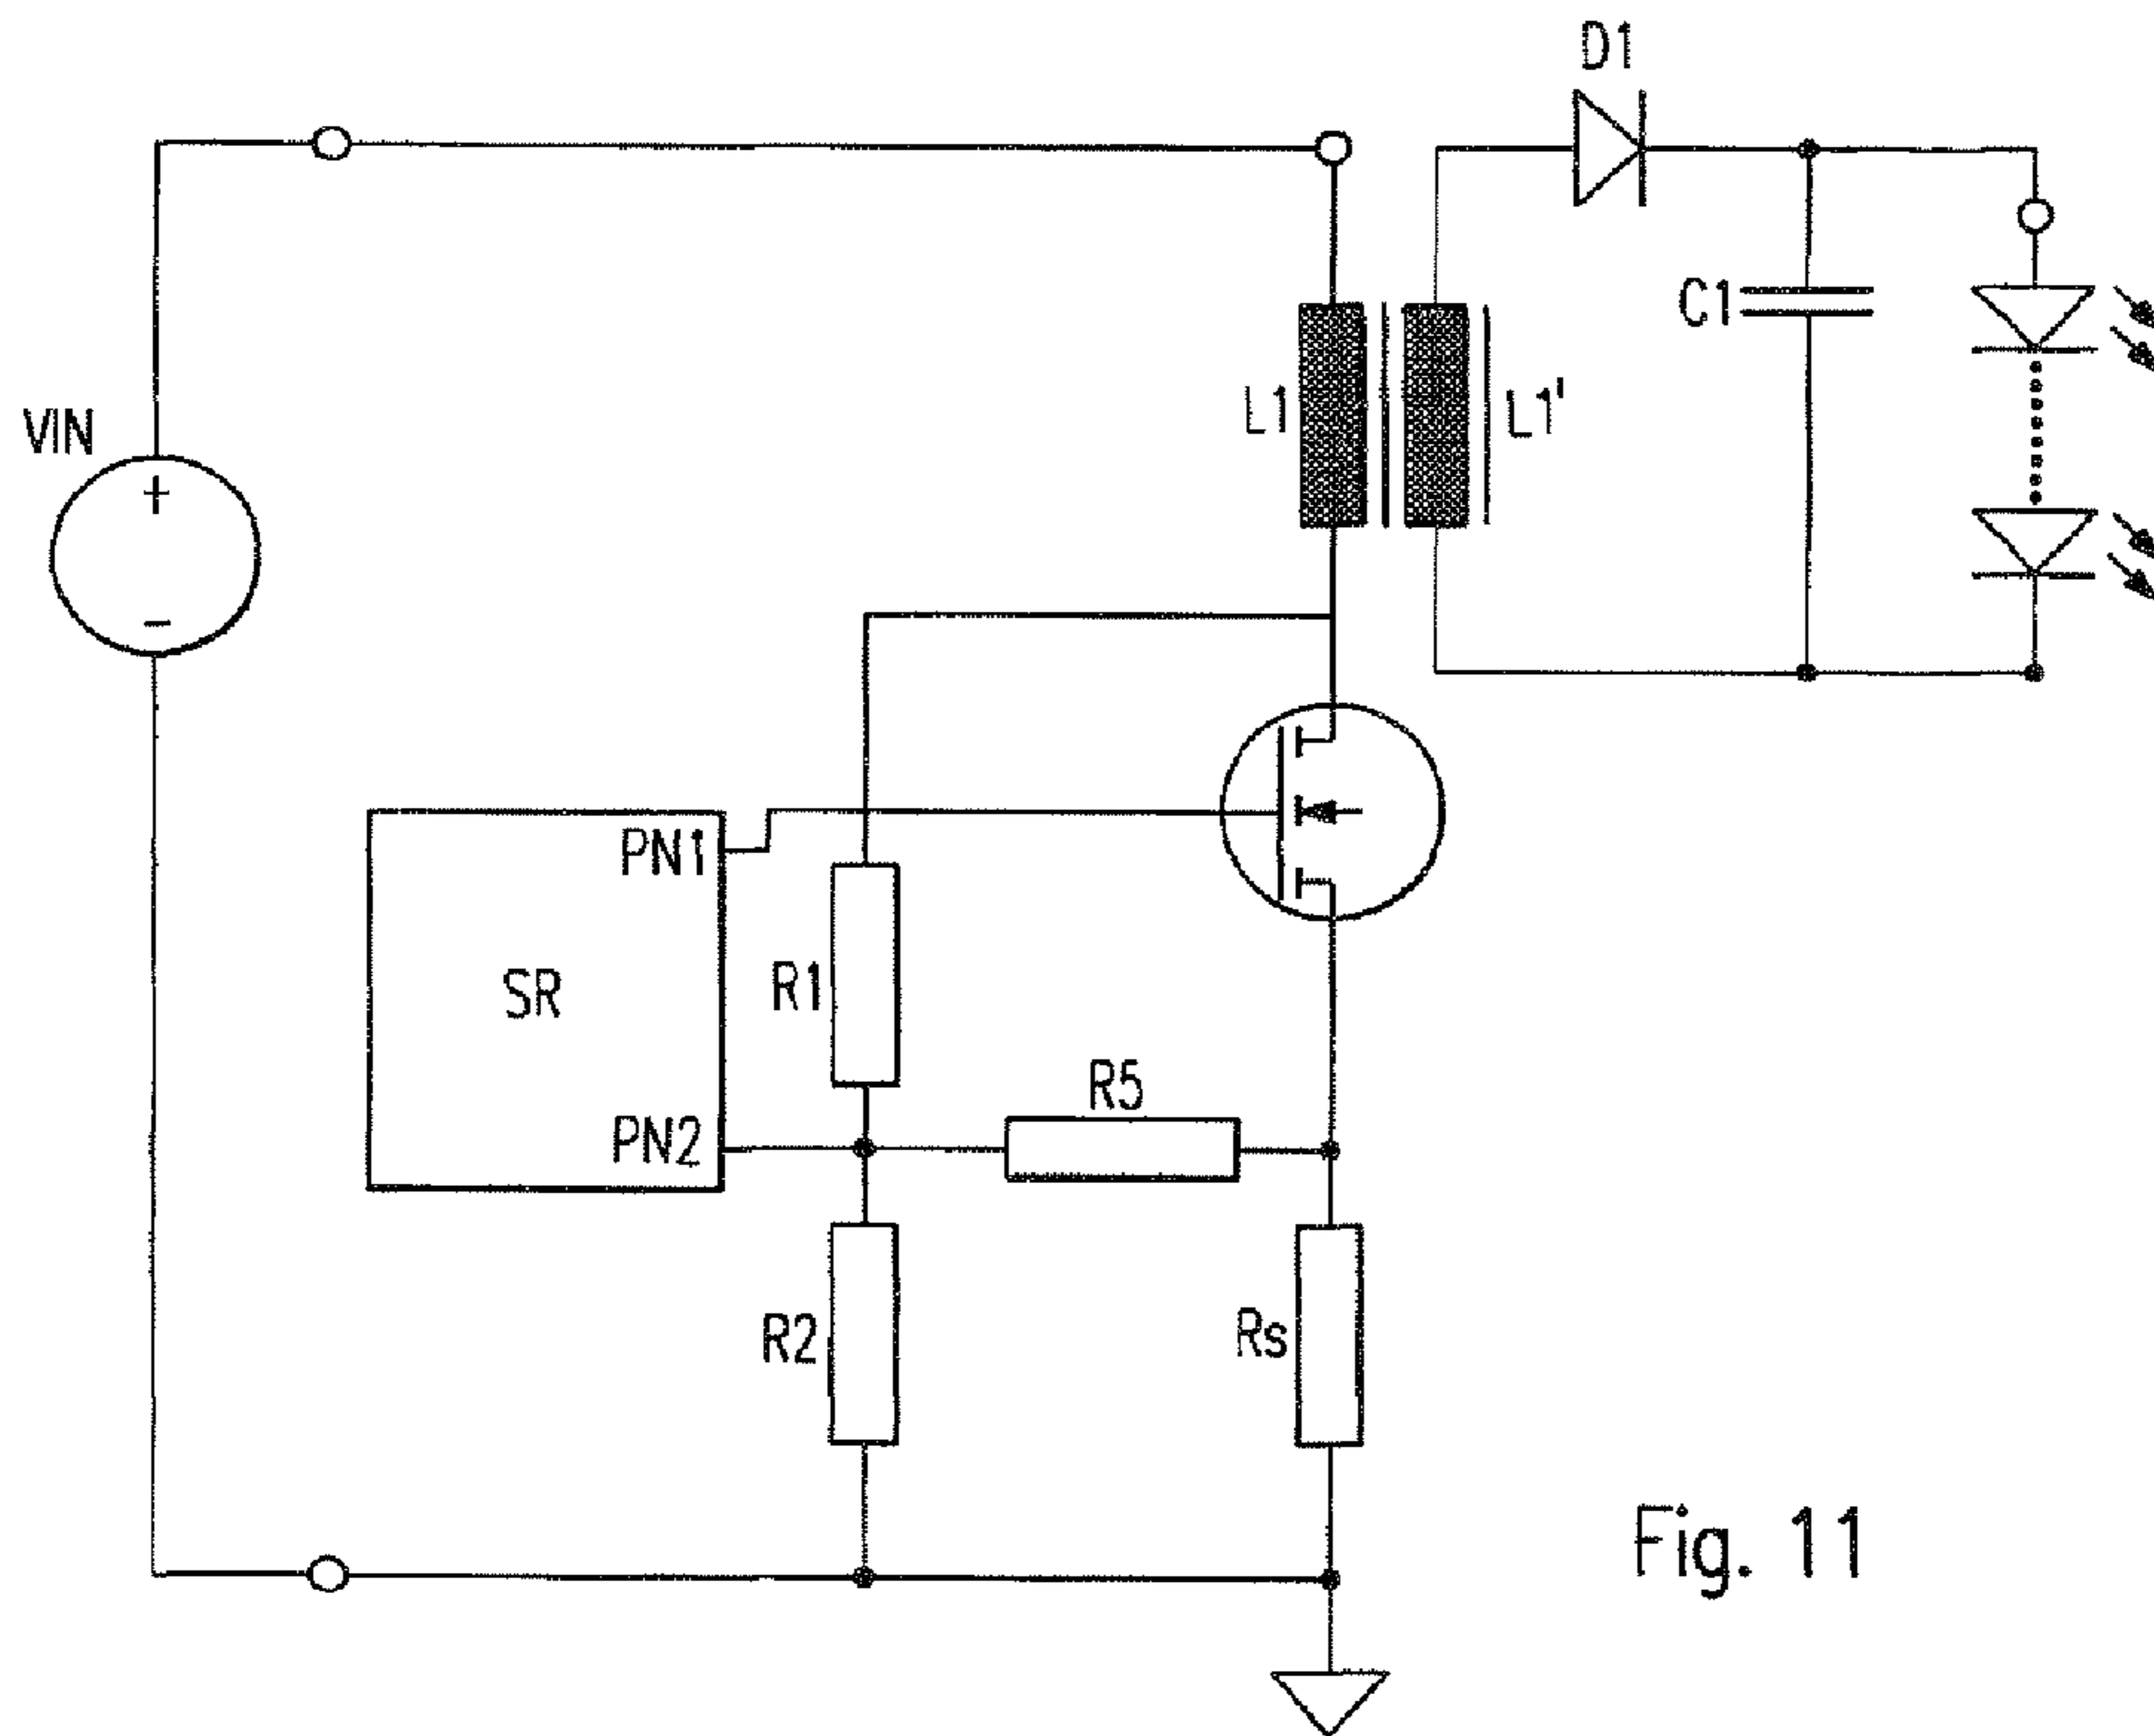 D1
C1
VIN
+
−
L1
L1'
PN1
SR
R1
R5
PN2
R2
Rs
Fig. 11